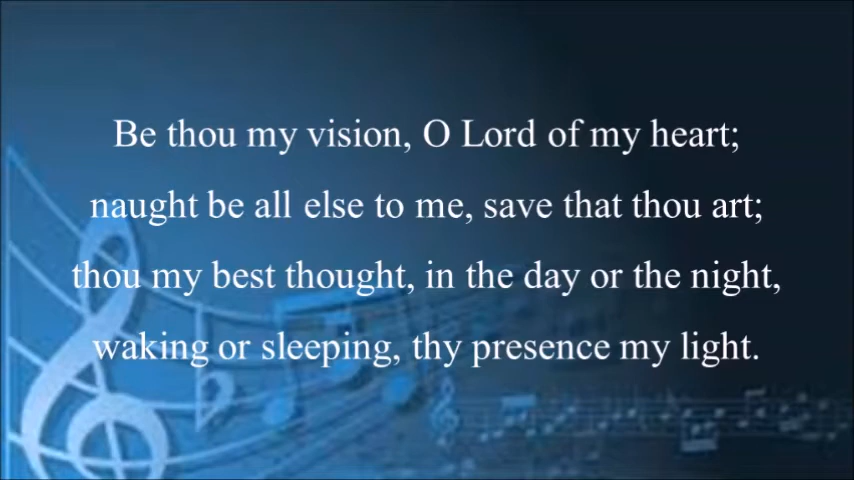 Be thou my vision, O Lord of my heart;
naught be all else to me, save that thou art;
thou my best thought, in the day or the night,
waking or sleeping, thy presence my light.